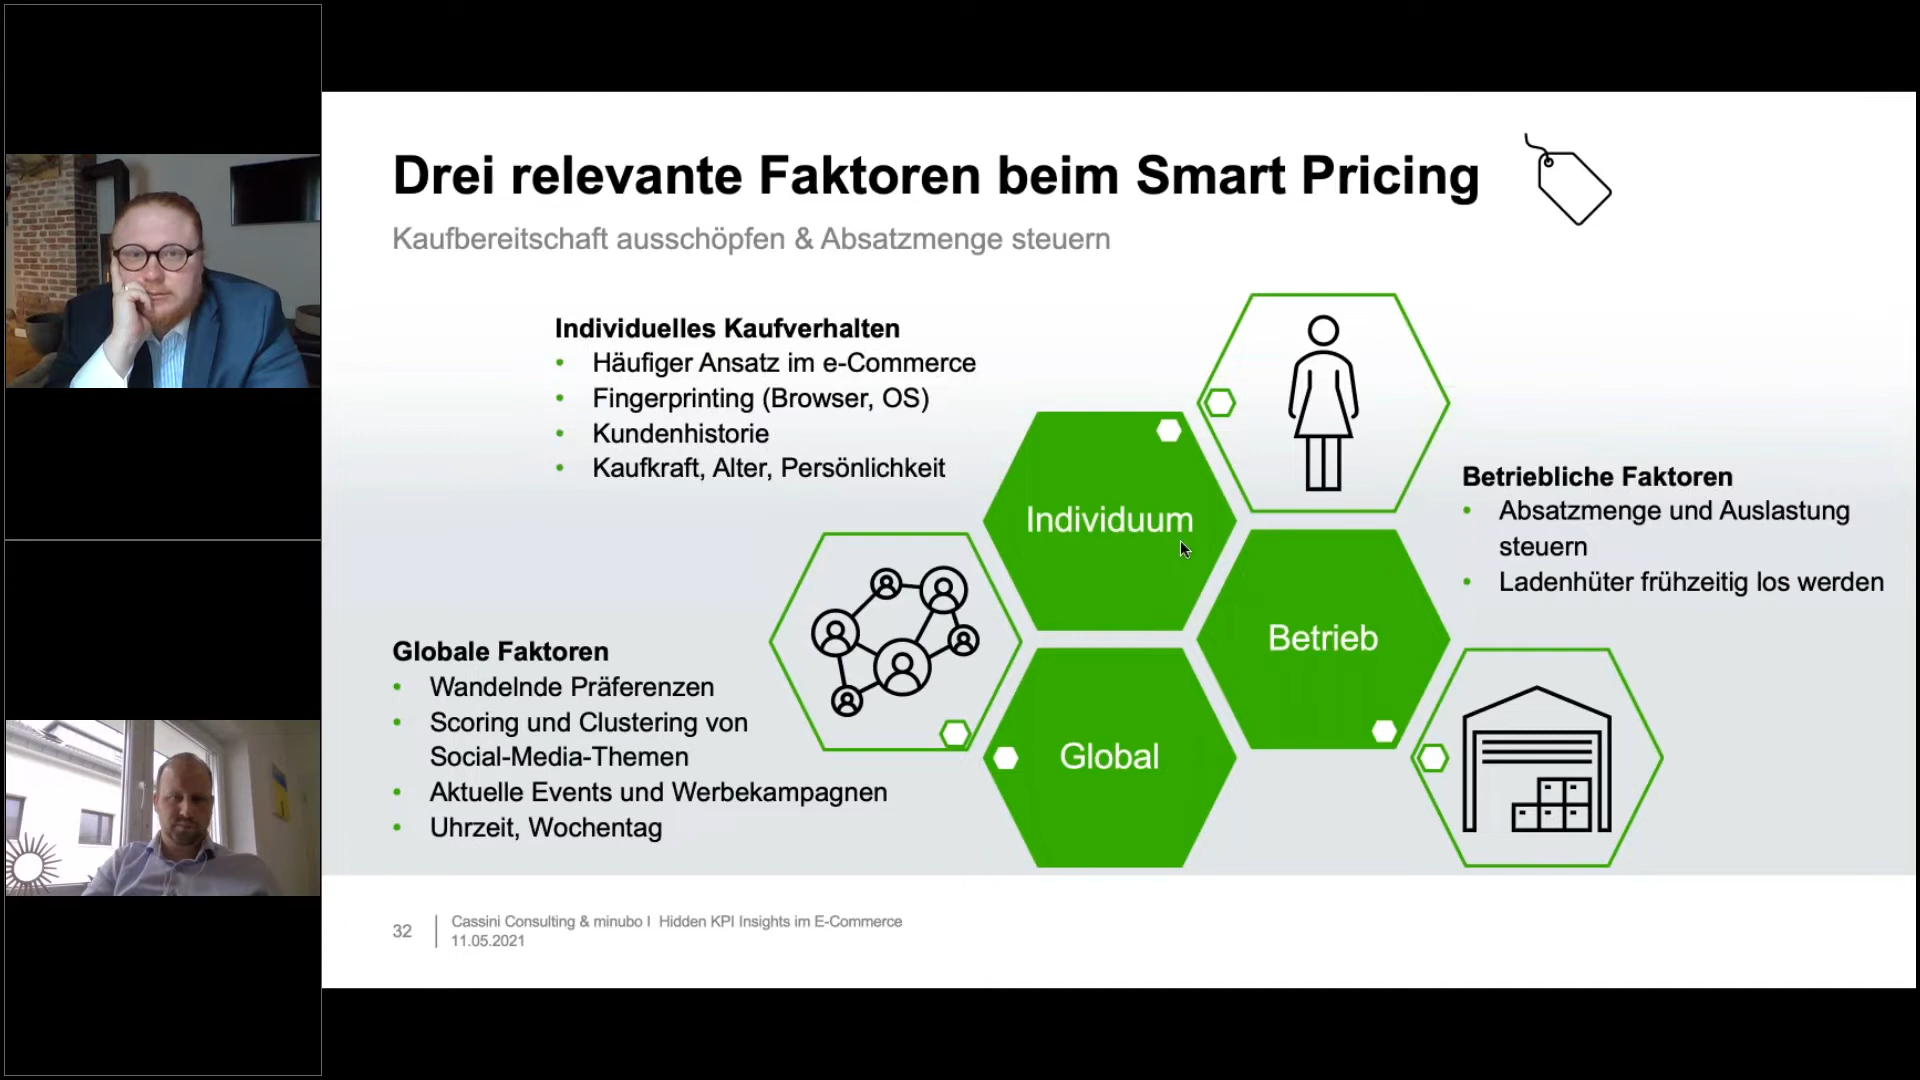 Drei relevante Faktoren beim Smart Pricing
Kaufbereitschaft ausschöpfen & Absatzmenge steuern
Individuelles Kaufverhalten
• Häufiger Ansatz im e-Commerce
• Fingerprinting (Browser, OS)
• Kundenhistorie
• Kaufkraft, Alter, Persönlichkeit
Individuum
Betriebliche Faktoren
• Absatzmenge und Auslastung
steuern
• Ladenhüter frühzeitig los werden
Betrieb
Globale Faktoren
• Wandelnde Präferenzen
• Scoring und Clustering von
Social-Media-Themen
• Aktuelle Events und Werbekampagnen
• Uhrzeit, Wochentag
Global
32
Cassini Consulting & minubo I Hidden KPI Insights im E-Commerce
11.05.2021